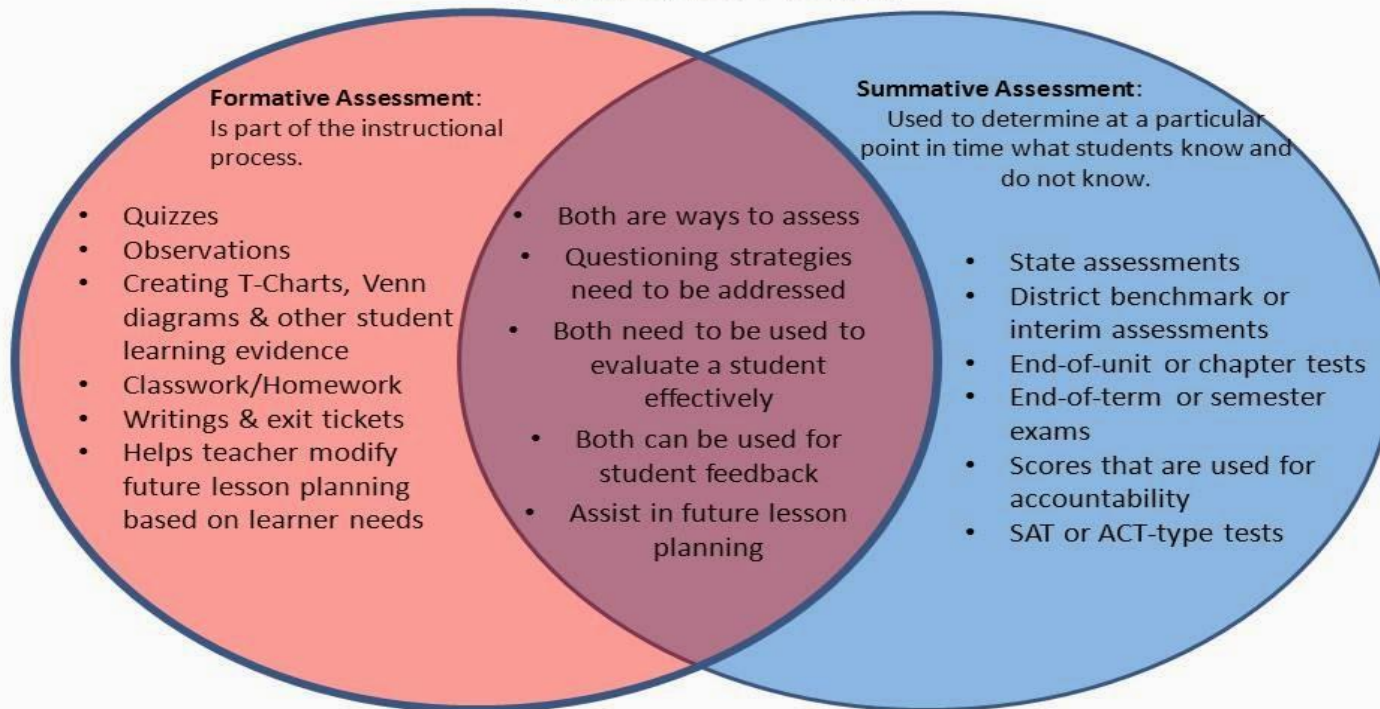 Formative Assessment:
Is part of the instructional
process.
• Quizzes
• Observations
• Creating T-Charts, Venn
diagrams & other student
learning evidence
• Classwork/Homework
• Writings & exit tickets
• Helps teacher modify
future lesson planning
based on learner needs
• Both are ways to assess
• Questioning strategies
need to be addressed
• Both need to be used to
evaluate a student
effectively
• Both can be used for
student feedback
• Assist in future lesson
planning
Summative Assessment:
Used to determine at a particular
point in time what students know and
do not know.
• State assessments
• District benchmark or
interim assessments
• End-of-unit or chapter tests
• End-of-term or semester
exams
• Scores that are used for
accountability
• SAT or ACT-type tests